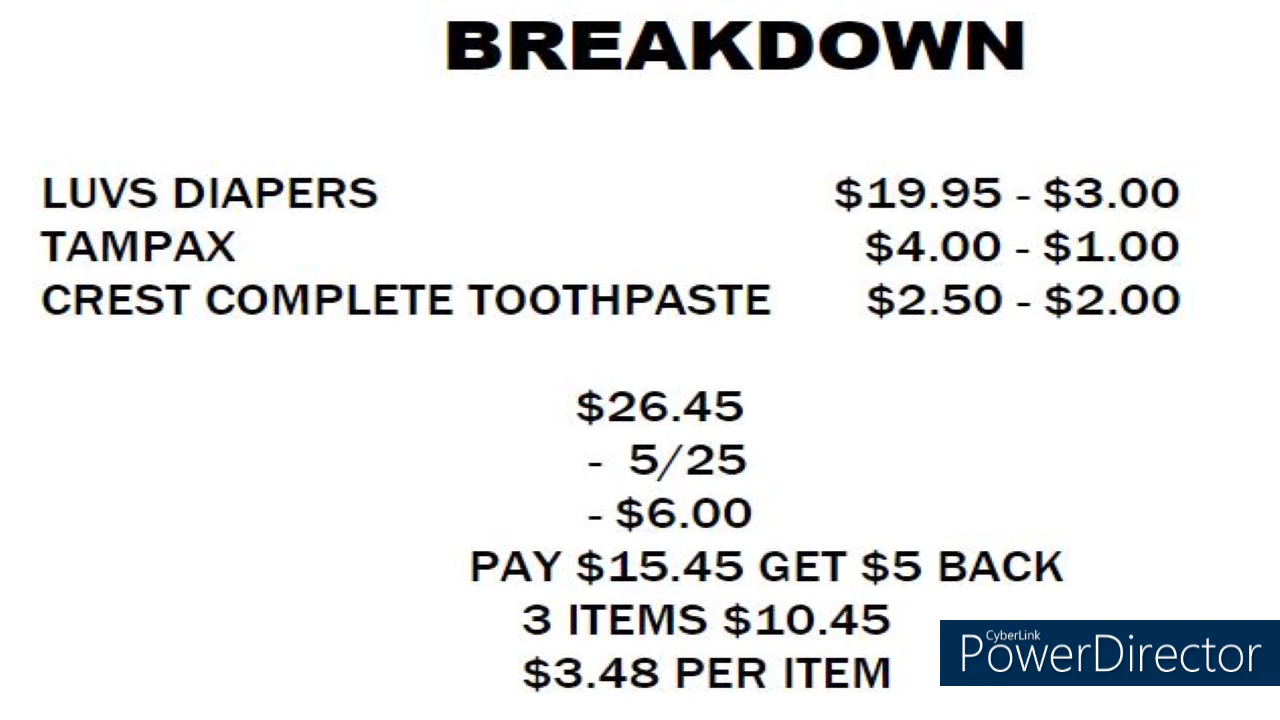 BREAKDOWN
LUVS DIAPERS $19.95 - $3.00
TAMPAX $4.00 - $1.00
CREST COMPLETE TOOTHPASTE $2.50 - $2.00
$26.45
- 5/25
- $6.00
PAY $15.45 GET $5 BACK
3 ITEMS $10.45
$3.48 PER ITEM
CyberLink
PowerDirector